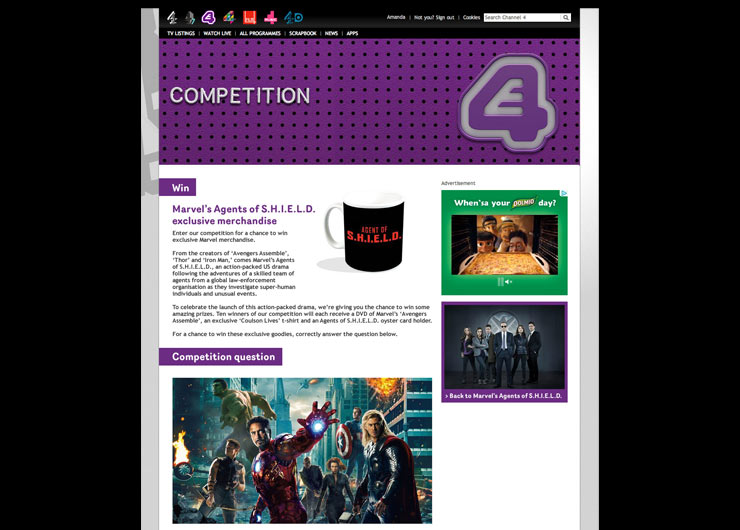 Amanda | Not you? Sign out | Cookies
Search Channel 4
TV LISTINGS | WATCH LIVE | ALL PROGRAMMES | SCRAPBOOK | NEWS | APPS
COMPETITION
Win
Marvel's Agents of S.H.I.E.L.D.
exclusive merchandise
Enter our competition for a chance to win
exclusive Marvel merchandise.
From the creators of 'Avengers Assemble',
'Thor' and 'Iron Man,' comes Marvel's Agents
of S.H.I.E.L.D., an action-packed US drama
following the adventures of a skilled team of
agents from a global law-enforcement
organisation as they investigate super-human
individuals and unusual events.
AGENT OF
S.H.I.E.L.D.
To celebrate the launch of this action-packed drama, we're giving you the chance to win some
amazing prizes. Ten winners of our competition will each receive a DVD of Marvel's 'Avengers
Assemble', an exclusive 'Coulson Lives' t-shirt and an Agents of S.H.I.E.L.D. oyster card holder.
For a chance to win these exclusive goodies, correctly answer the question below.
Competition question
Advertisement
When'sa your DOLMIO day?
> Back to Marvel's Agents of S.H.I.E.L.D.